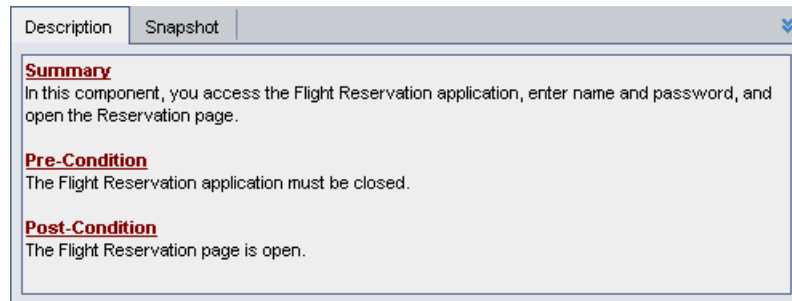 Description Snapshot
Summary
In this component, you access the Flight Reservation application, enter name and password, and
open the Reservation page.
Pre-Condition
The Flight Reservation application must be closed.
Post-Condition
The Flight Reservation page is open.